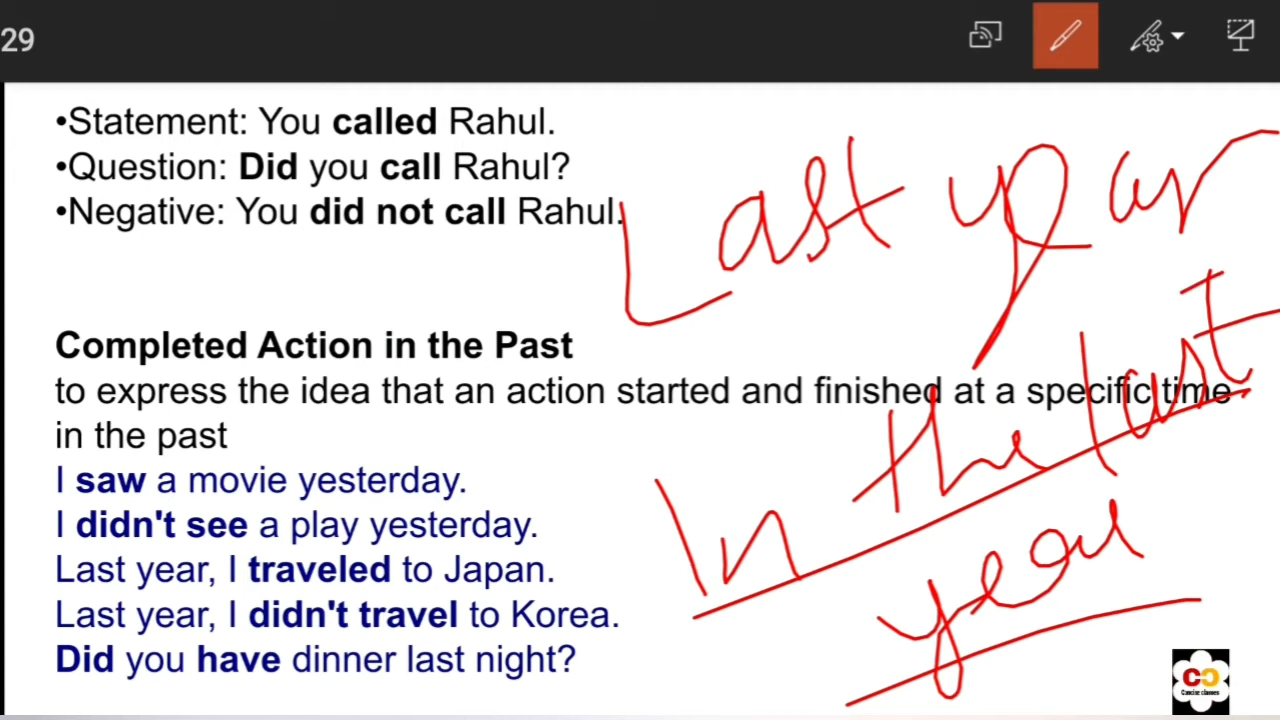 29
•Statement: You called Rahul.
•Question: Did you call Rahul?
•Negative: You did not call Rahul.
Last year
Completed Action in the Past
to express the idea that an action started and finished at a specific time
in the past
In the last
year
I saw a movie yesterday.
I didn't see a play yesterday.
Last year, I traveled to Japan.
Last year, I didn't travel to Korea.
Did you have dinner last night?
CC
Concise classes